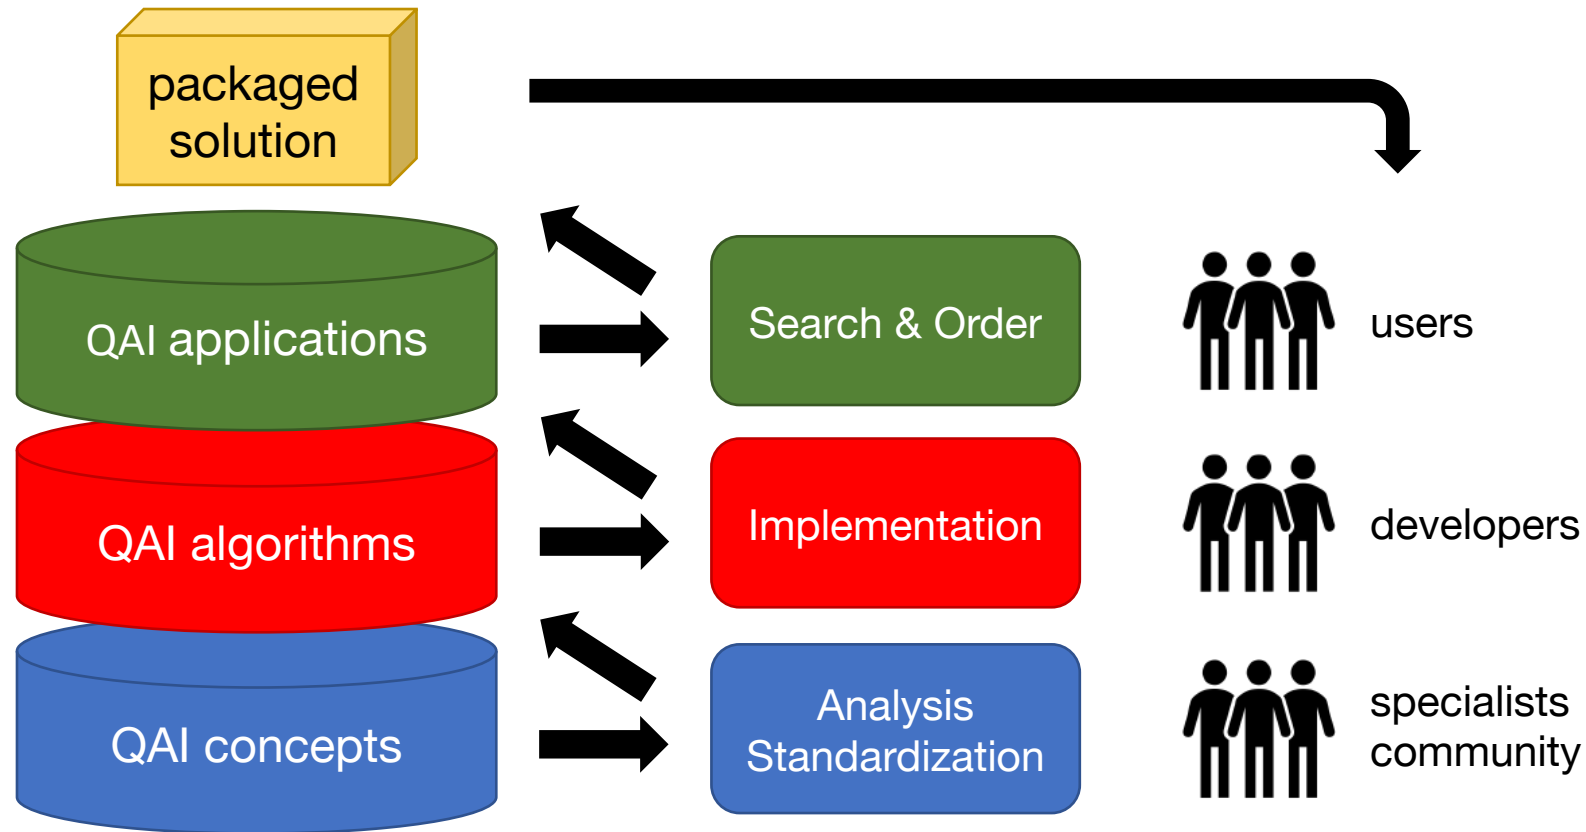 packaged
solution
QAI applications
Search & Order
users
QAI algorithms
Implementation
developers
QAI concepts
Analysis
Standardization
specialists
community